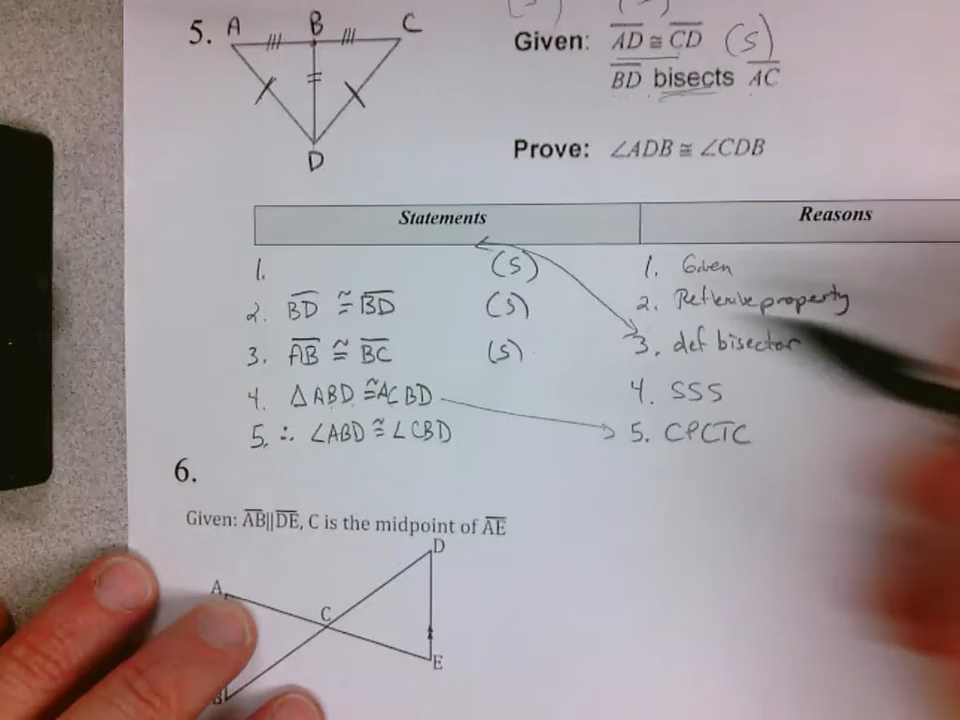 5. A B C
D
Given: AD ≅ CD (S)
BD bisects AC
Prove: ∠ADB ≅ ∠CDB
Statements Reasons
1. (S) 1. Given
2. BD ≅ BD (S) 2. Reflexive property
3. AB ≅ BC (S) 3. def bisector
4. △ABD ≅ △CBD 4. SSS
5. ∴ ∠ABD ≅ ∠CBD 5. CPCTC
6.
Given: AB||DE, C is the midpoint of AE
D
A
C
E
B